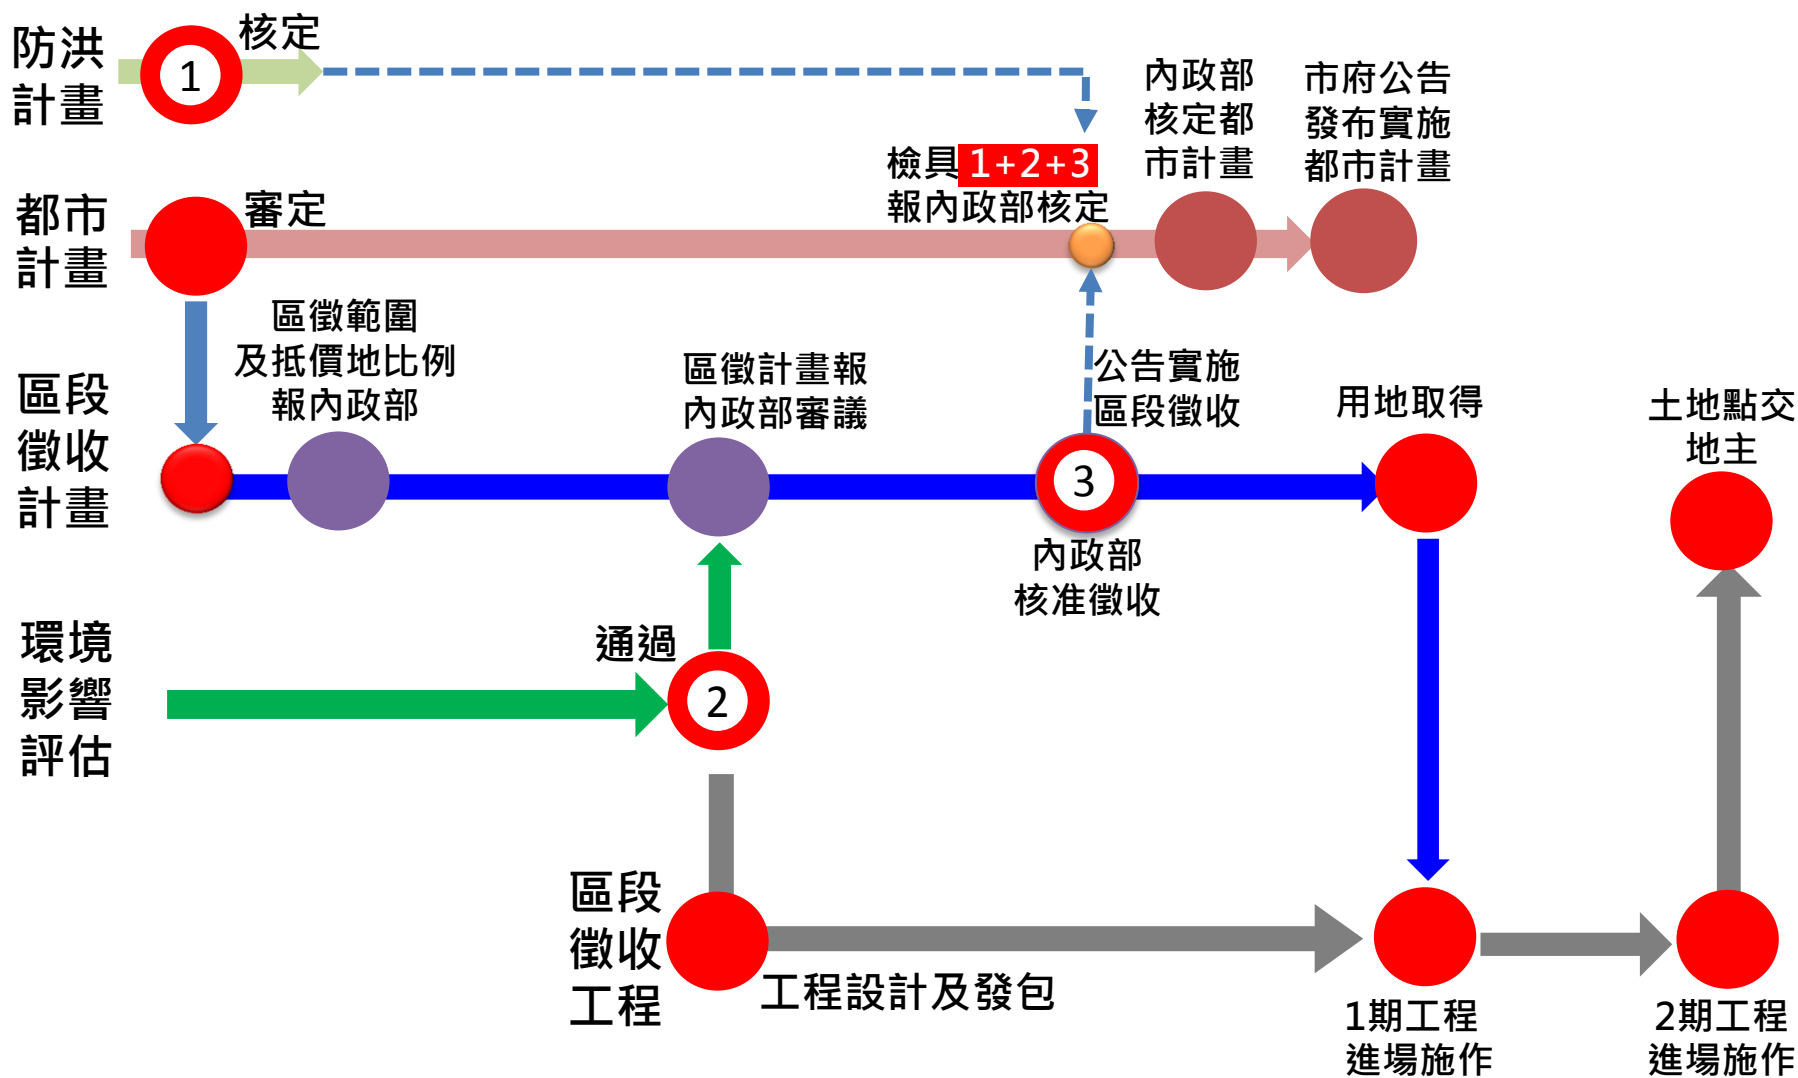 防洪
計畫
1
核定
內政部
核定都
市計畫
市府公告
發布實施
都市計畫
檢具1+2+3
報內政部核定
都市
計畫
審定
區徵範圍
及抵價地比例
報內政部
區徵計畫報
內政部審議
公告實施
區段徵收
用地取得
土地點交
地主
區段
徵收
計畫
3
內政部
核准徵收
環境
影響
評估
通過
2
區段
徵收
工程
工程設計及發包
1期工程
進場施作
2期工程
進場施作